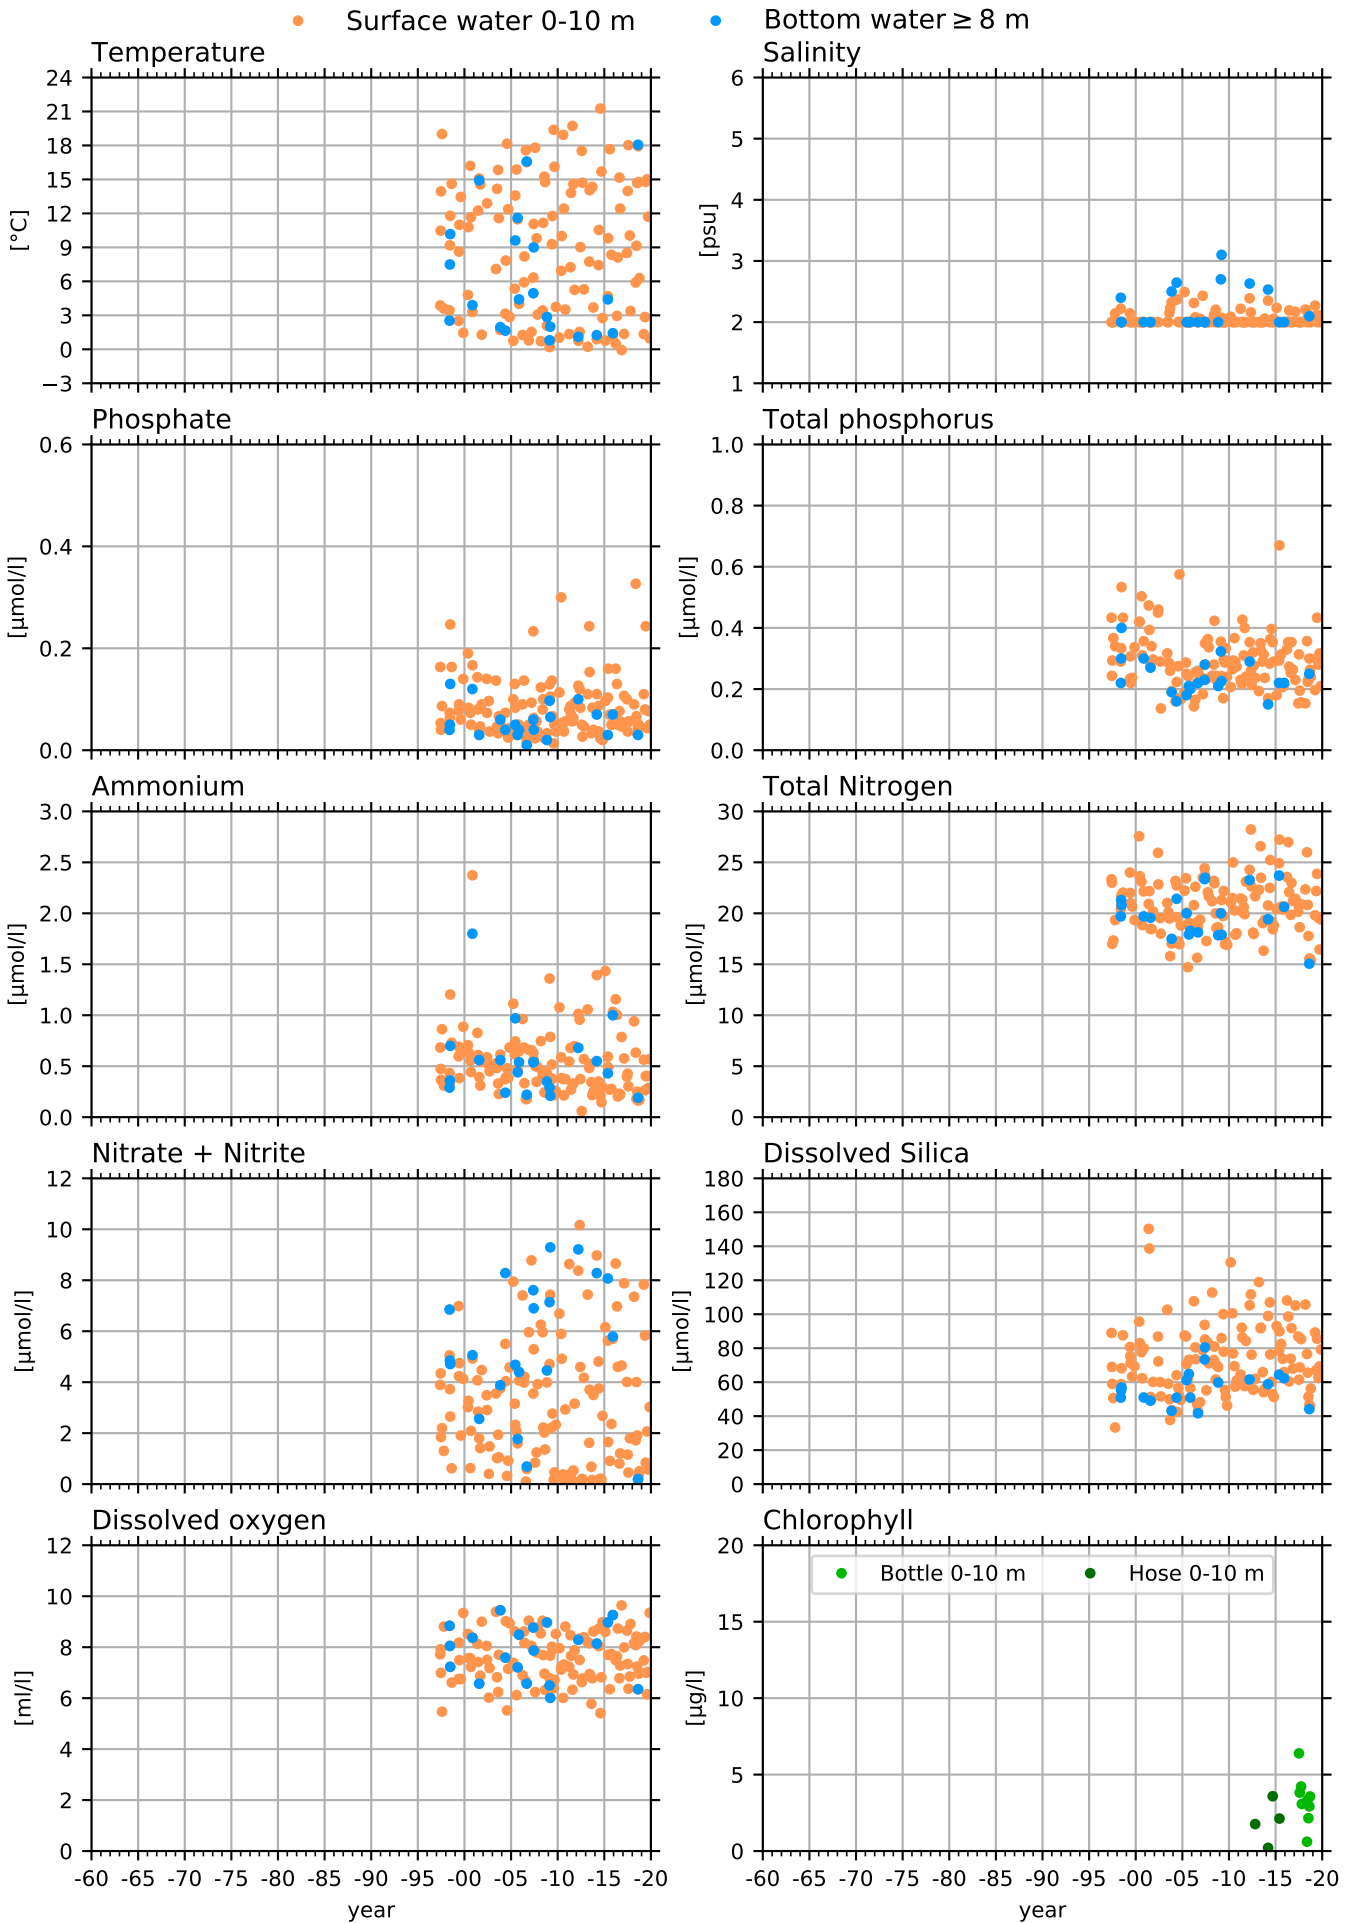 Surface water 0-10 m Bottom water ≥ 8 m
Temperature
24
21
18
15
12
9
6
3
0
−3
[°C]
Salinity
6
5
4
3
2
1
[psu]
Phosphate
0.6
0.4
0.2
0.0
[µmol/l]
Total phosphorus
1.0
0.8
0.6
0.4
0.2
0.0
[µmol/l]
Ammonium
3.0
2.5
2.0
1.5
1.0
0.5
0.0
[µmol/l]
Total Nitrogen
30
25
20
15
10
5
0
[µmol/l]
Nitrate + Nitrite
12
10
8
6
4
2
0
[µmol/l]
Dissolved Silica
180
160
140
120
100
80
60
40
20
0
[µmol/l]
Dissolved oxygen
12
10
8
6
4
2
0
[ml/l]
-60 -65 -70 -75 -80 -85 -90 -95 -00 -05 -10 -15 -20
year
Chlorophyll
Bottle 0-10 m Hose 0-10 m
20
15
10
5
0
[µg/l]
-60 -65 -70 -75 -80 -85 -90 -95 -00 -05 -10 -15 -20
year